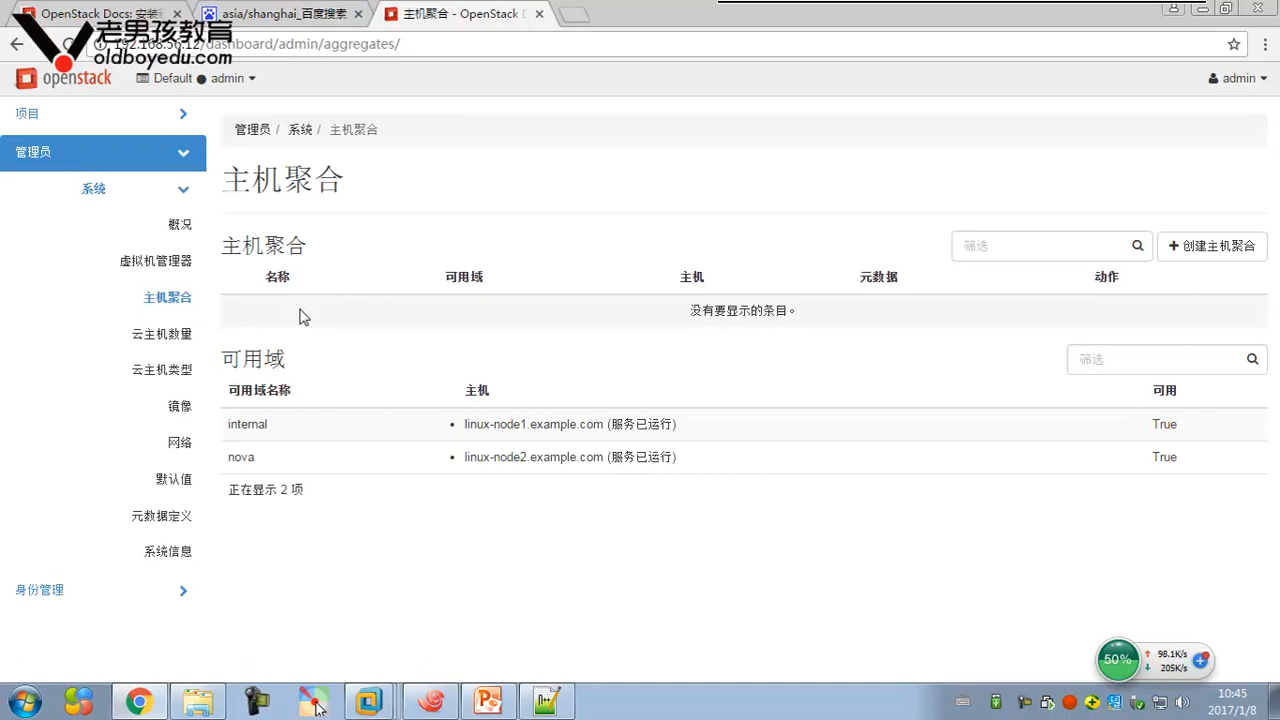 OpenStack Docs: 安装
asia/shanghai_百度搜索
主机聚合 - OpenStack D
老男孩教育
oldboyedu.com
192.168.56.12/dashboard/admin/aggregates/
openstack
Default ● admin
admin
项目
管理员
系统
概况
虚拟机管理器
主机聚合
云主机数量
云主机类型
镜像
网络
默认值
元数据定义
系统信息
身份管理
管理员 / 系统 / 主机聚合
主机聚合
主机聚合
筛选
创建主机聚合
名称 可用域 主机 元数据 动作
没有要显示的条目。
可用域
筛选
可用域名称 主机 可用
internal • linux-node1.example.com (服务已运行) True
nova • linux-node2.example.com (服务已运行) True
正在显示 2 项
50%
98.1K/s
205K/s
10:45
2017/1/8